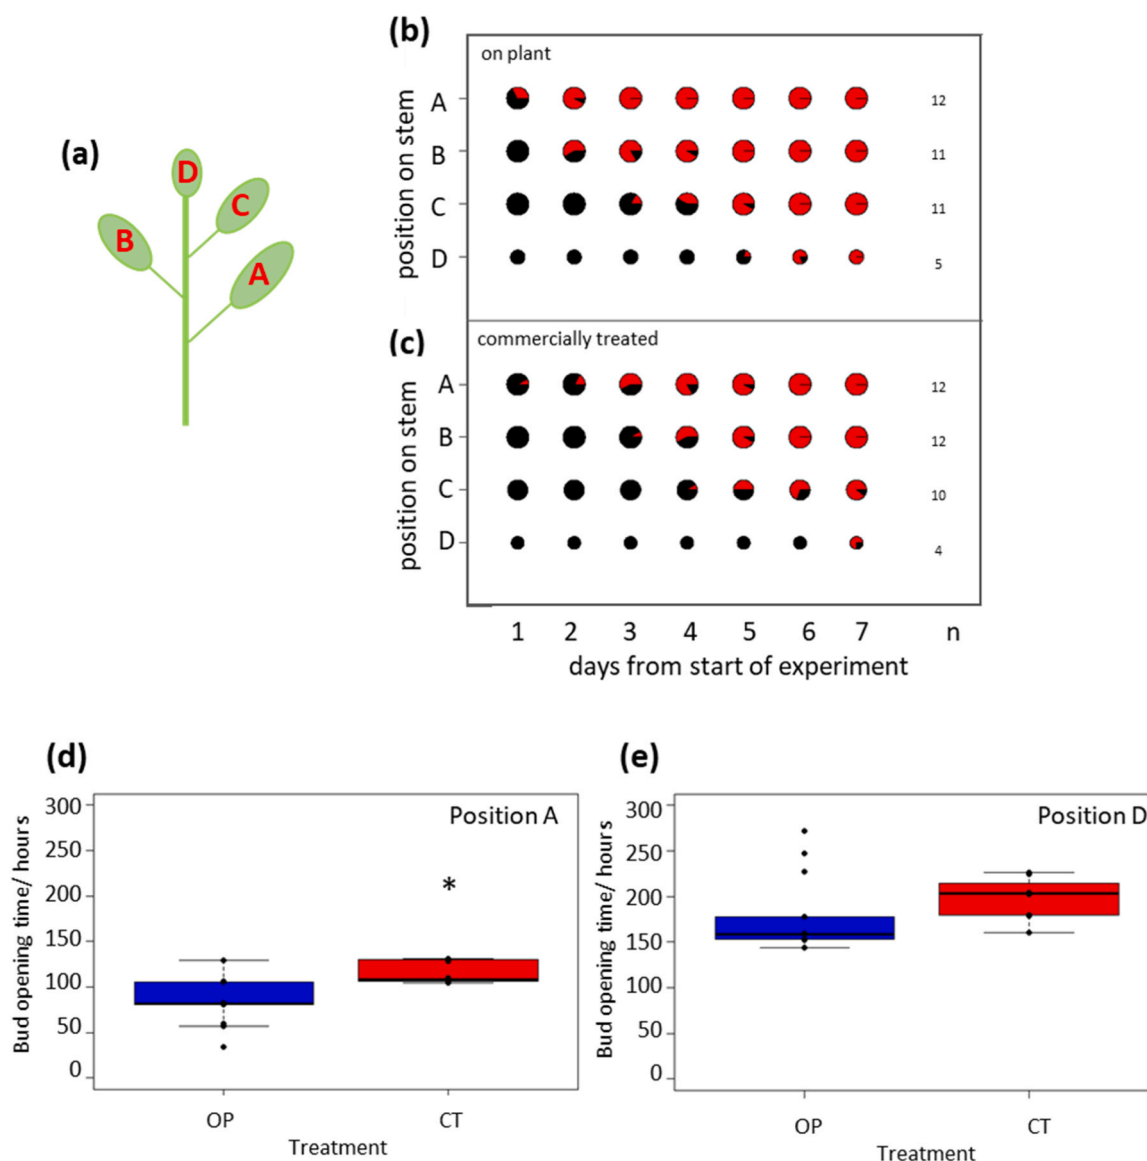 (a)
D
C
B
A
(b)
on plant
position on stem
A 12
B 11
C 11
D 5
(c)
commercially treated
position on stem
A 12
B 12
C 10
D 4
1 2 3 4 5 6 7 n
days from start of experiment
(d)
Position A
Bud opening time/ hours
300
250
200
150
100
50
0
*
OP CT
Treatment
(e)
Position D
Bud opening time/ hours
300
250
200
150
100
50
0
OP CT
Treatment